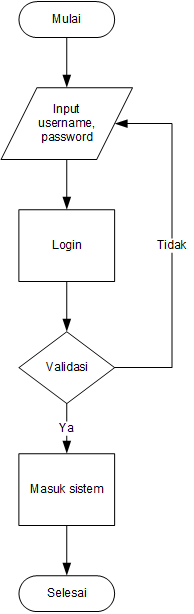 Mulai
Input
username,
password
Login
Tidak
Validasi
Ya
Masuk sistem
Selesai